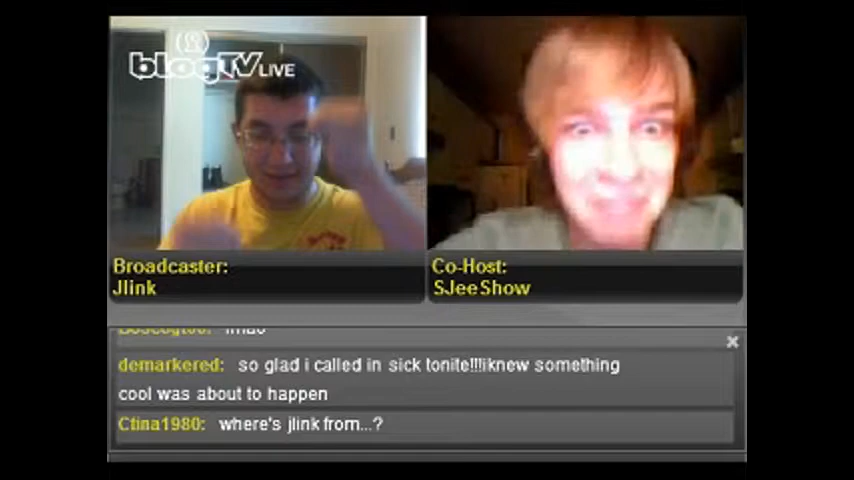 blogTV LIVE
Broadcaster:
Jlink
Co-Host:
SJeeShow
lmao
demarkered: so glad i called in sick tonite!!!iknew something
cool was about to happen
Ctina1980: where's jlink from...?